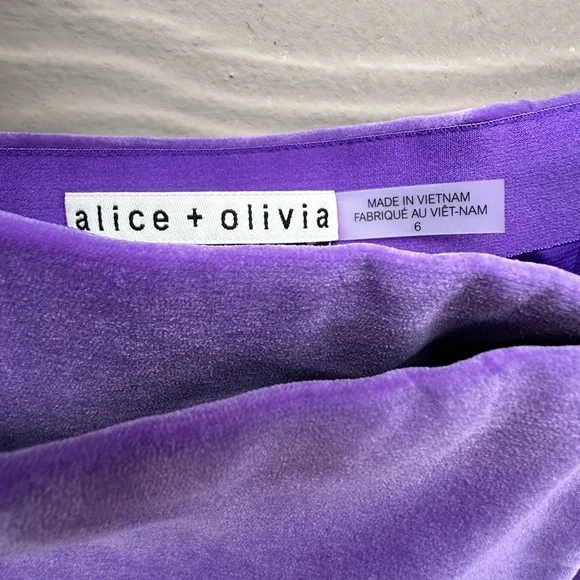 alice + olivia
MADE IN VIETNAM
FABRIQUÉ AU VIÊT-NAM
6